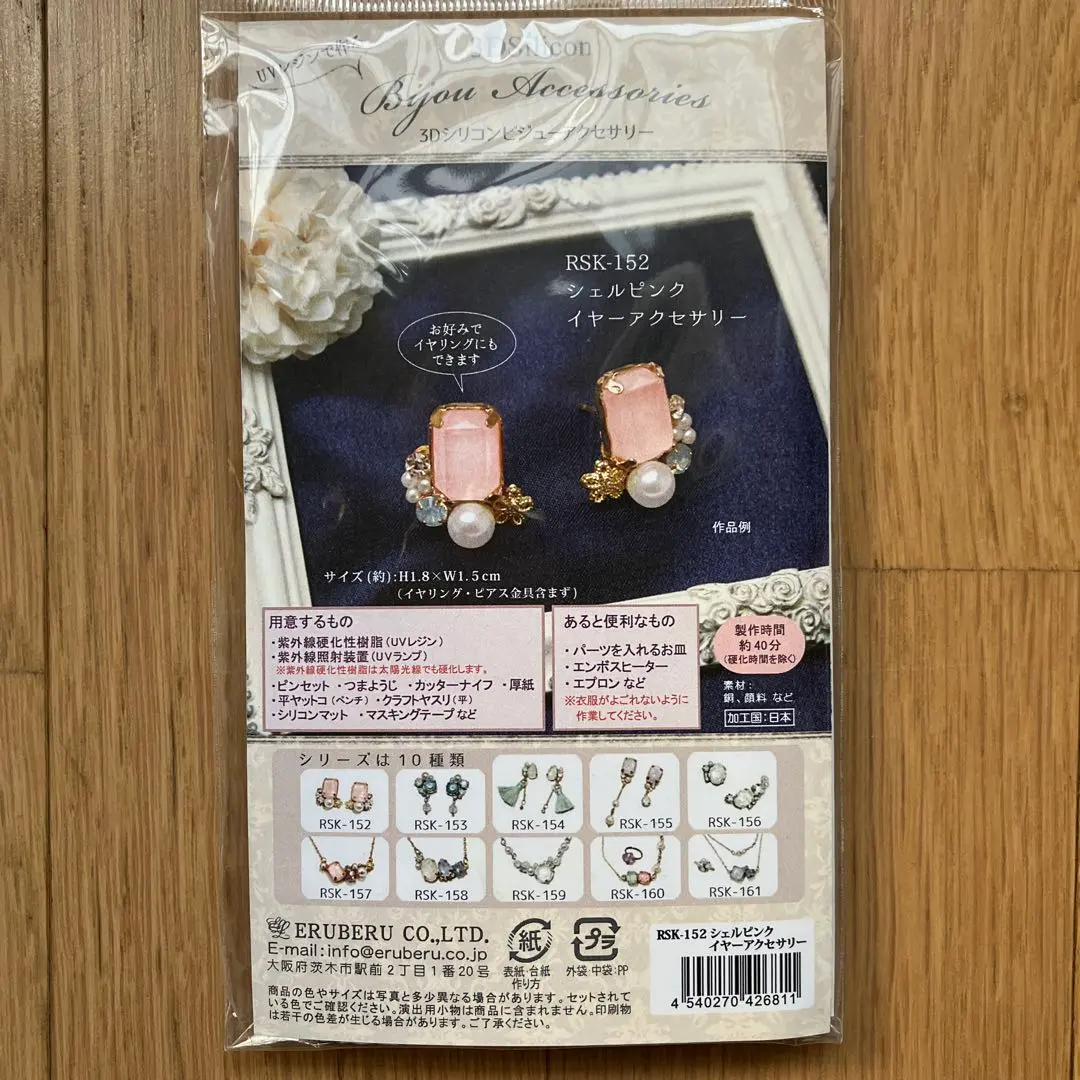 3DSilicon
UVレジンで作る
Bijou Accessories
3Dシリコンビジューアクセサリー
RSK-152
シェルピンク
イヤーアクセサリー
お好みで
イヤリングにも
できます
作品例
サイズ(約):H1.8×W1.5cm
(イヤリング・ピアス金具含まず)
用意するもの
・紫外線硬化性樹脂(UVレジン)
・紫外線照射装置(UVランプ)
※紫外線硬化性樹脂は太陽光線でも硬化します。
・ピンセット ・つまようじ ・カッターナイフ ・厚紙
・平ヤットコ(ペンチ) ・クラフトヤスリ(平)
・シリコンマット ・マスキングテープなど
あると便利なもの
・パーツを入れるお皿
・エンボスヒーター
・エプロン など
※衣服がよごれないように
作業してください。
製作時間
約40分
(硬化時間を除く)
素材:
銅、顔料 など
加工国:日本
シリーズは10種類
RSK-152 RSK-153 RSK-154 RSK-155 RSK-156
RSK-157 RSK-158 RSK-159 RSK-160 RSK-161
ERUBERU CO.,LTD.
E-mail:info@eruberu.co.jp
大阪府茨木市駅前2丁目1番20号
紙
表紙・台紙
作り方
プラ
外袋・中袋:PP
商品の色やサイズは写真と多少異なる場合があります。セットされて
いる色でご確認ください。演出用小物は商品に含まれません。印刷物
は若干の色差が生じる場合があります。ご了承ください。
RSK-152 シェルピンク
イヤーアクセサリー
4 540270 426811